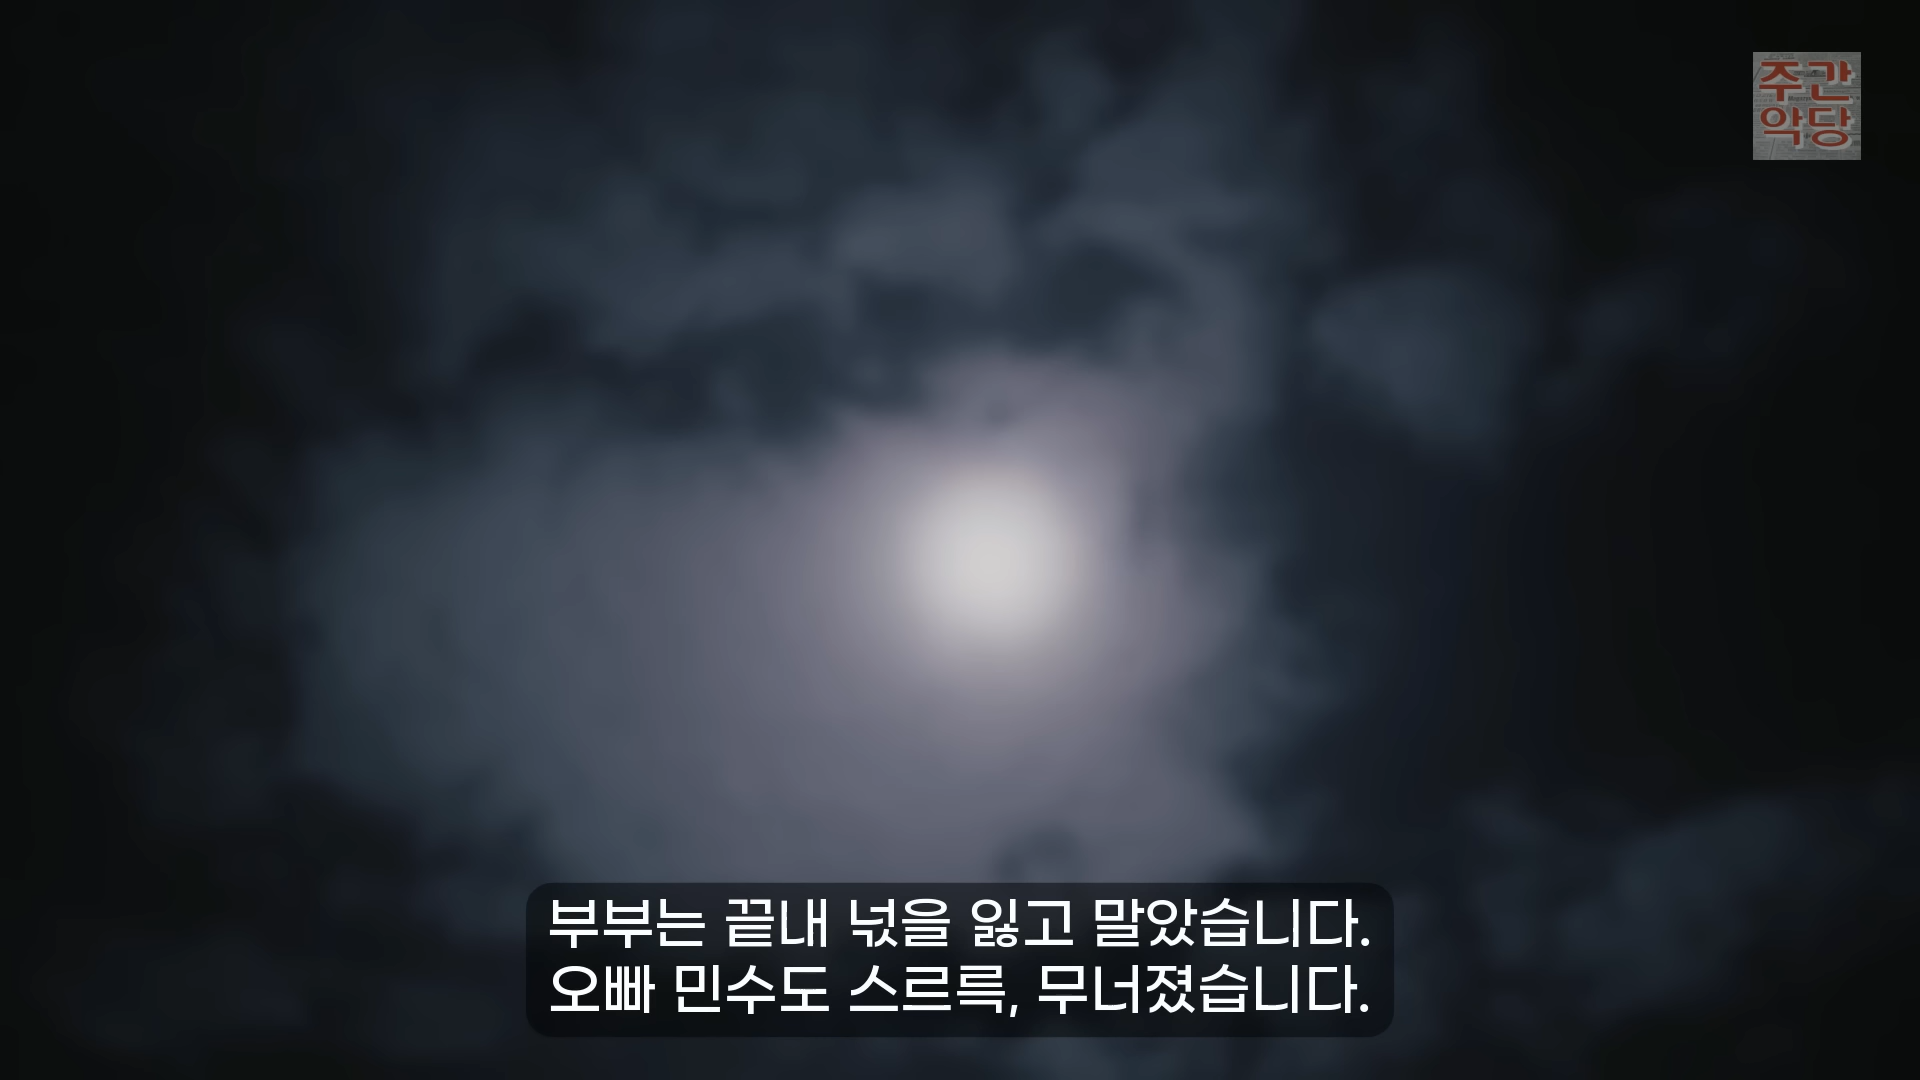 주간
악당
부부는 끝내 넋을 잃고 말았습니다.
오빠 민수도 스르륵, 무너졌습니다.